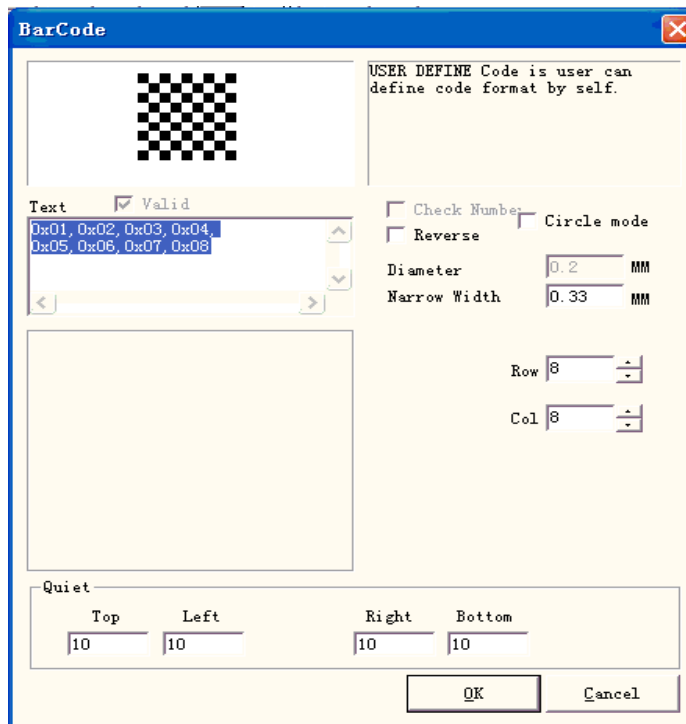 BarCode
USER DEFINE Code is user can
define code format by self.
Text
Valid
0x01, 0x02, 0x03, 0x04,
0x05, 0x06, 0x07, 0x08
Check Number
Circle mode
Reverse
Diameter 0.2 MM
Narrow Width 0.33 MM
Row 8
Col 8
Quiet
Top Left Right Bottom
10 10 10 10
OK Cancel